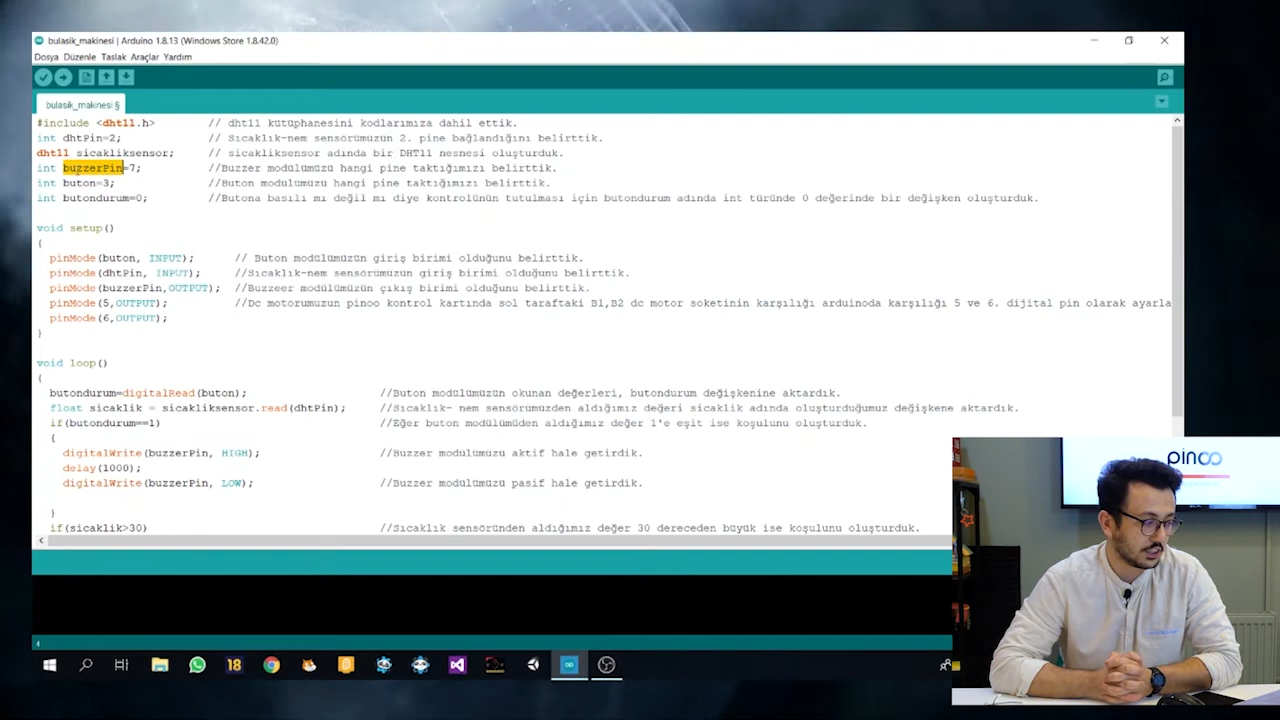 bulasik_makinesi | Arduino 1.8.13 (Windows Store 1.8.42.0)
Dosya Düzenle Taslak Araçlar Yardım
bulasik_makinesi §
#include <dht11.h> // dht11 kütüphanesini kodlarımıza dahil ettik.
int dhtPin=2; // Sıcaklık-nem sensörümüzün 2. pine bağlandığını belirttik.
dht11 sicakliksensor; // sicakliksensor adında bir DHT11 nesnesi oluşturduk.
int buzzerPin=7; //Buzzer modülümüzü hangi pine taktığımızı belirttik.
int buton=3; //Buton modülümüzü hangi pine taktığımızı belirttik.
int butondurum=0; //Butona basılı mı değil mı diye kontrolünün tutulması için butondurum adında int türünde 0 değerinde bir değişken oluşturduk.
void setup()
{
pinMode(buton, INPUT); // Buton modülümüzün giriş birimi olduğunu belirttik.
pinMode(dhtPin, INPUT); //Sıcaklık-nem sensörümüzün giriş birimi olduğunu belirttik.
pinMode(buzzerPin,OUTPUT); //Buzzeer modülümüzün çıkış birimi olduğunu belirttik.
pinMode(5,OUTPUT); //Dc motorumuzun pinoo kontrol kartında sol taraftaki B1,B2 dc motor soketinin karşılığı arduinoda karşılığı 5 ve 6. dijital pin olarak ayarla
pinMode(6,OUTPUT);
}
void loop()
{
butondurum=digitalRead(buton); //Buton modülümüzün okunan değerleri, butondurum değişkenine aktardık.
float sicaklik = sicakliksensor.read(dhtPin); //Sıcaklık- nem sensörümüzden aldığımız değeri sicaklik adında oluşturduğumuz değişkene aktardık.
if(butondurum==1) //Eğer buton modülümüden aldığımız değer 1'e eşit ise koşulunu oluşturduk.
{
digitalWrite(buzzerPin, HIGH); //Buzzer modülümüzü aktif hale getirdik.
delay(1000);
digitalWrite(buzzerPin, LOW); //Buzzer modülümüzü pasif hale getirdik.
}
if(sicaklik>30) //Sıcaklık sensöründen aldığımız değer 30 dereceden büyük ise koşulunu oluşturduk.
4
18
pinoo